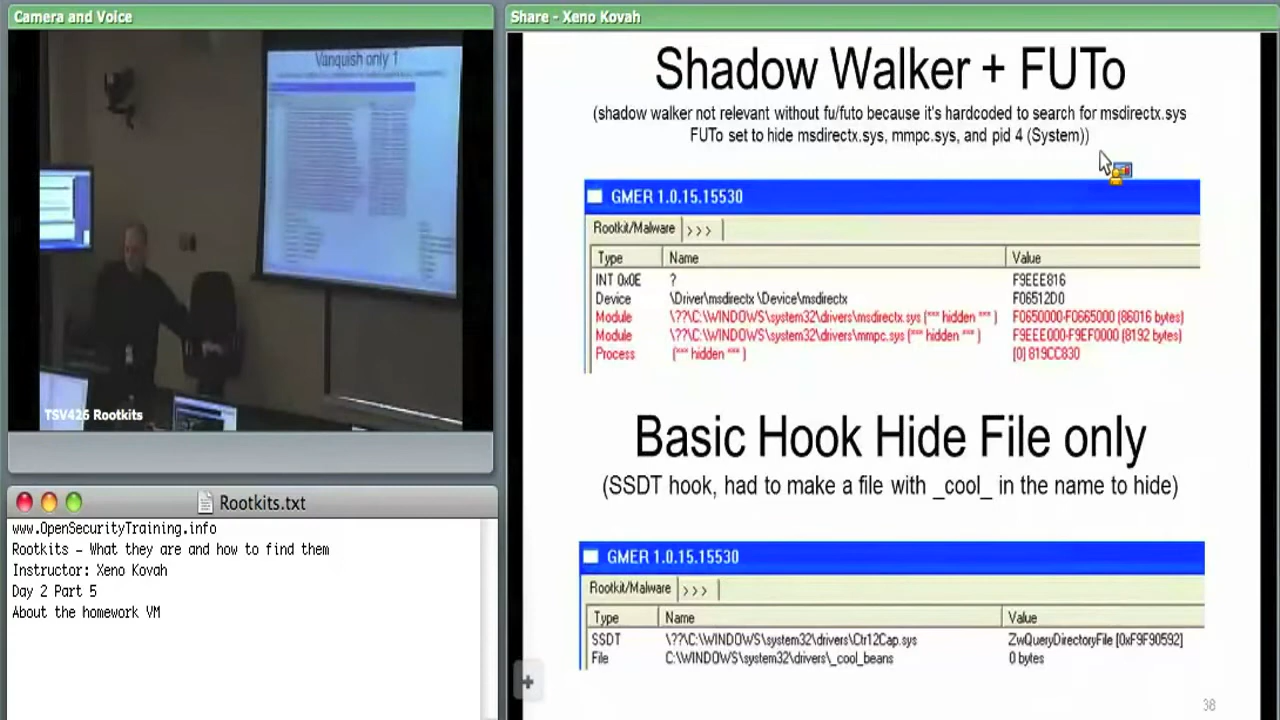 Camera and Voice
Vanquish only 1
TSV426 Rootkits
Rootkits.txt
www.OpenSecurityTraining.info
Rootkits - What they are and how to find them
Instructor: Xeno Kovah
Day 2 Part 5
About the homework VM
Share - Xeno Kovah
Shadow Walker + FUTo
(shadow walker not relevant without fu/futo because it's hardcoded to search for msdirectx.sys
FUTo set to hide msdirectx.sys, mmpc.sys, and pid 4 (System))
GMER 1.0.15.15530
Rootkit/Malware >>>
Type Name Value
INT 0x0E ? F9EEE816
Device \Driver\msdirectx \Device\msdirectx F06512D0
Module \??\C:\WINDOWS\system32\drivers\msdirectx.sys (*** hidden *** ) F0650000-F0665000 (86016 bytes)
Module \??\C:\WINDOWS\system32\drivers\mmpc.sys (*** hidden *** ) F9EEE000-F9EF0000 (8192 bytes)
Process (*** hidden *** ) [0] 819CC830
Basic Hook Hide File only
(SSDT hook, had to make a file with _cool_ in the name to hide)
GMER 1.0.15.15530
Rootkit/Malware >>>
Type Name Value
SSDT \??\C:\WINDOWS\system32\drivers\Ctr12Cap.sys ZwQueryDirectoryFile [0xF9F90592]
File C:\WINDOWS\system32\drivers\_cool_beans 0 bytes
38